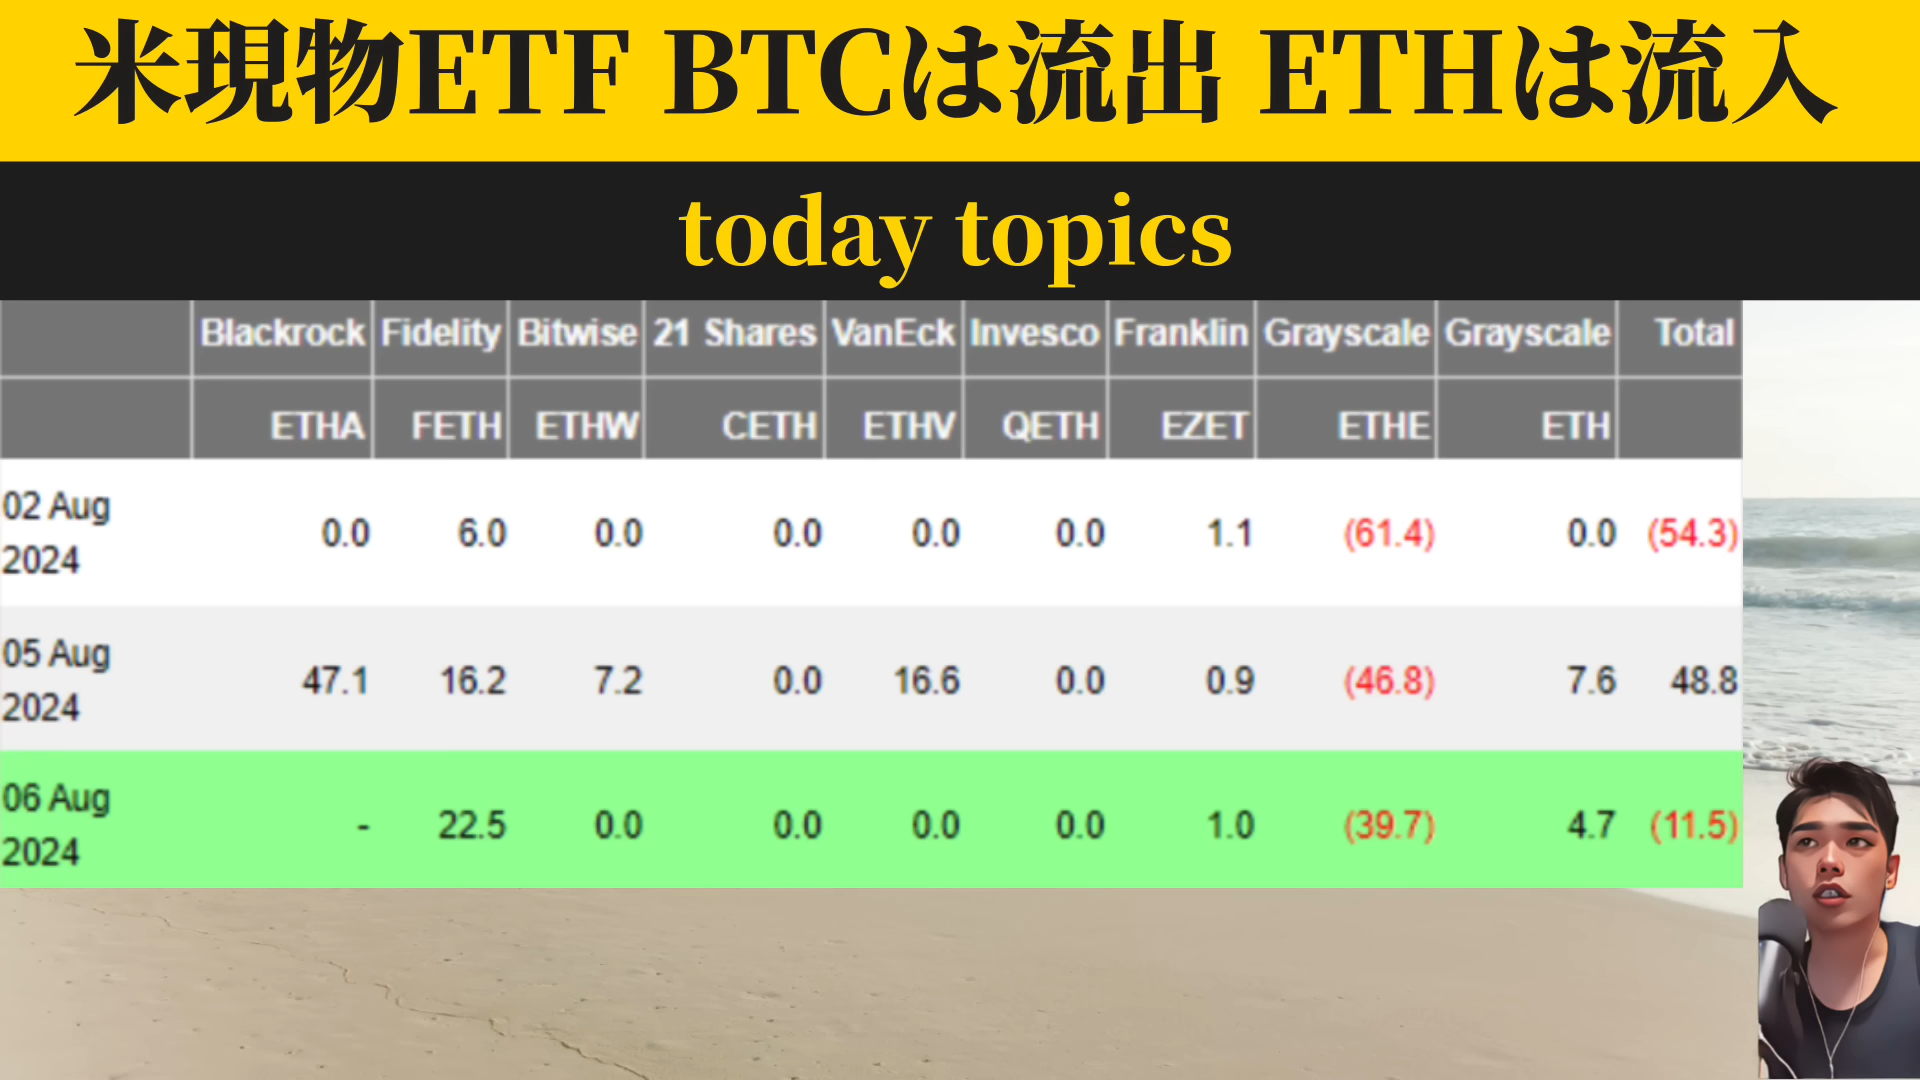 米現物ETF BTCは流出 ETHは流入
today topics
Blackrock Fidelity Bitwise 21 Shares VanEck Invesco Franklin Grayscale Grayscale Total
ETHA FETH ETHW CETH ETHV QETH EZET ETHE ETH
02 Aug 2024 0.0 6.0 0.0 0.0 0.0 0.0 1.1 (61.4) 0.0 (54.3)
05 Aug 2024 47.1 16.2 7.2 0.0 16.6 0.0 0.9 (46.8) 7.6 48.8
06 Aug 2024 - 22.5 0.0 0.0 0.0 0.0 1.0 (39.7) 4.7 (11.5)